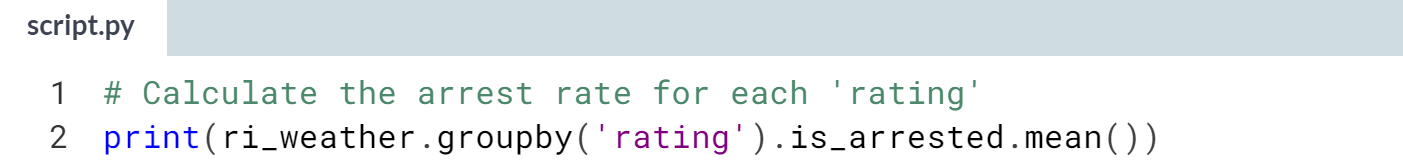 script.py
1 # Calculate the arrest rate for each 'rating'
2 print(ri_weather.groupby('rating').is_arrested.mean())